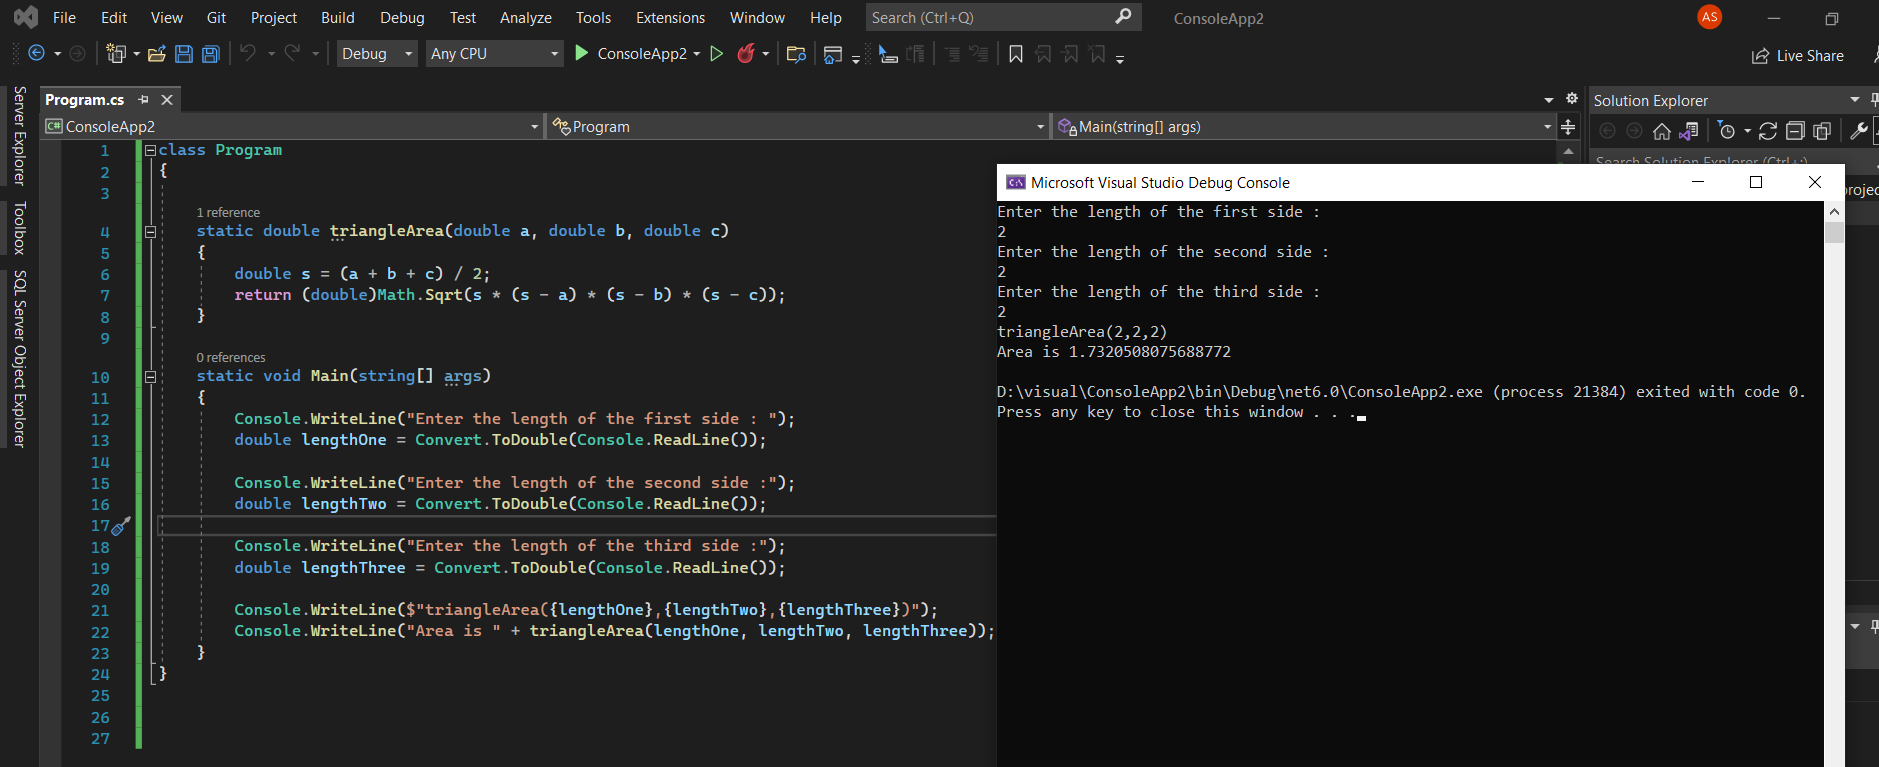 File Edit View Git Project Build Debug Test Analyze Tools Extensions Window Help Search (Ctrl+Q) ConsoleApp2 AS
Debug Any CPU ConsoleApp2 Live Share
Server Explorer
Toolbox
SQL Server Object Explorer
Program.cs
C# ConsoleApp2 Program Main(string[] args)
1 class Program
2 {
3
1 reference
4 static double triangleArea(double a, double b, double c)
5 {
6 double s = (a + b + c) / 2;
7 return (double)Math.Sqrt(s * (s - a) * (s - b) * (s - c));
8 }
9
0 references
10 static void Main(string[] args)
11 {
12 Console.WriteLine("Enter the length of the first side : ");
13 double lengthOne = Convert.ToDouble(Console.ReadLine());
14
15 Console.WriteLine("Enter the length of the second side :");
16 double lengthTwo = Convert.ToDouble(Console.ReadLine());
17
18 Console.WriteLine("Enter the length of the third side :");
19 double lengthThree = Convert.ToDouble(Console.ReadLine());
20
21 Console.WriteLine($"triangleArea({lengthOne},{lengthTwo},{lengthThree})");
22 Console.WriteLine("Area is " + triangleArea(lengthOne, lengthTwo, lengthThree));
23 }
24 }
25
26
27
Solution Explorer
Search Solution Explorer (Ctrl+;)
C:\ Microsoft Visual Studio Debug Console
Enter the length of the first side :
2
Enter the length of the second side :
2
Enter the length of the third side :
2
triangleArea(2,2,2)
Area is 1.7320508075688772
D:\visual\ConsoleApp2\bin\Debug\net6.0\ConsoleApp2.exe (process 21384) exited with code 0.
Press any key to close this window . . .